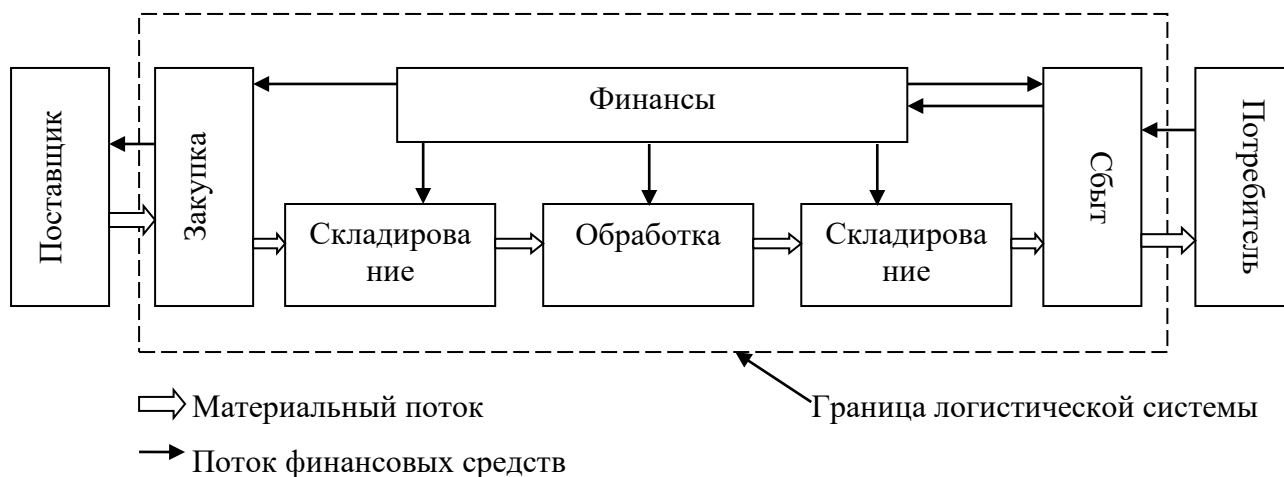 Поставщик
Закупка
Финансы
Складирова
ние
Обработка
Складирова
ние
Сбыт
Потребитель
Материальный поток
Граница логистической системы
Поток финансовых средств